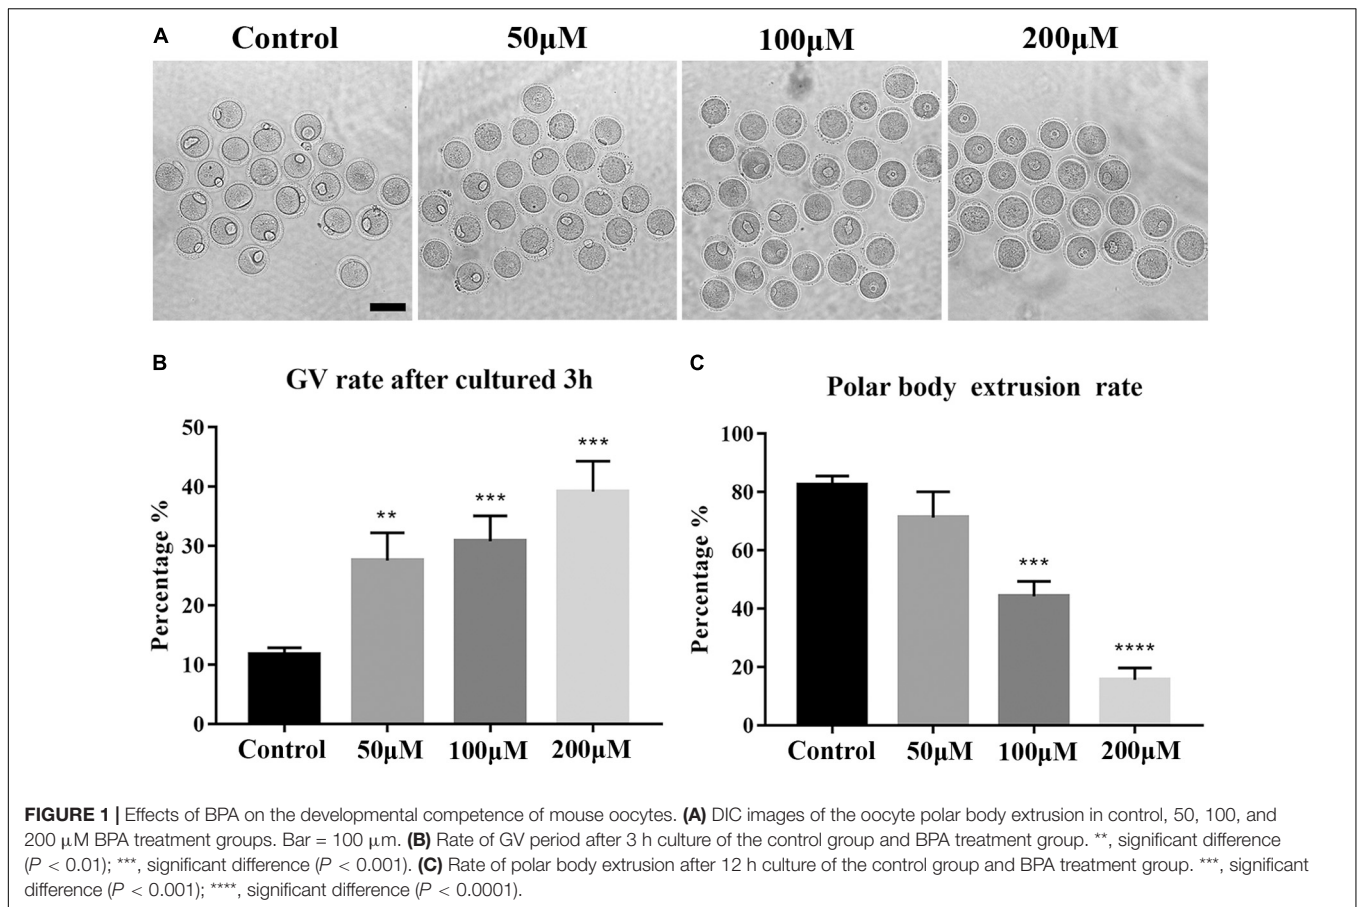 A
Control
50μM
100μM
200μM
B
GV rate after cultured 3h
Percentage %
50
40
30
20
10
0
**
***
***
Control
50μM
100μM
200μM
C
Polar body extrusion rate
Percentage %
100
80
60
40
20
0
***
****
Control
50μM
100μM
200μM
FIGURE 1 | Effects of BPA on the developmental competence of mouse oocytes. (A) DIC images of the oocyte polar body extrusion in control, 50, 100, and
200 μM BPA treatment groups. Bar = 100 μm. (B) Rate of GV period after 3 h culture of the control group and BPA treatment group. **, significant difference
(P < 0.01); ***, significant difference (P < 0.001). (C) Rate of polar body extrusion after 12 h culture of the control group and BPA treatment group. ***, significant
difference (P < 0.001); ****, significant difference (P < 0.0001).